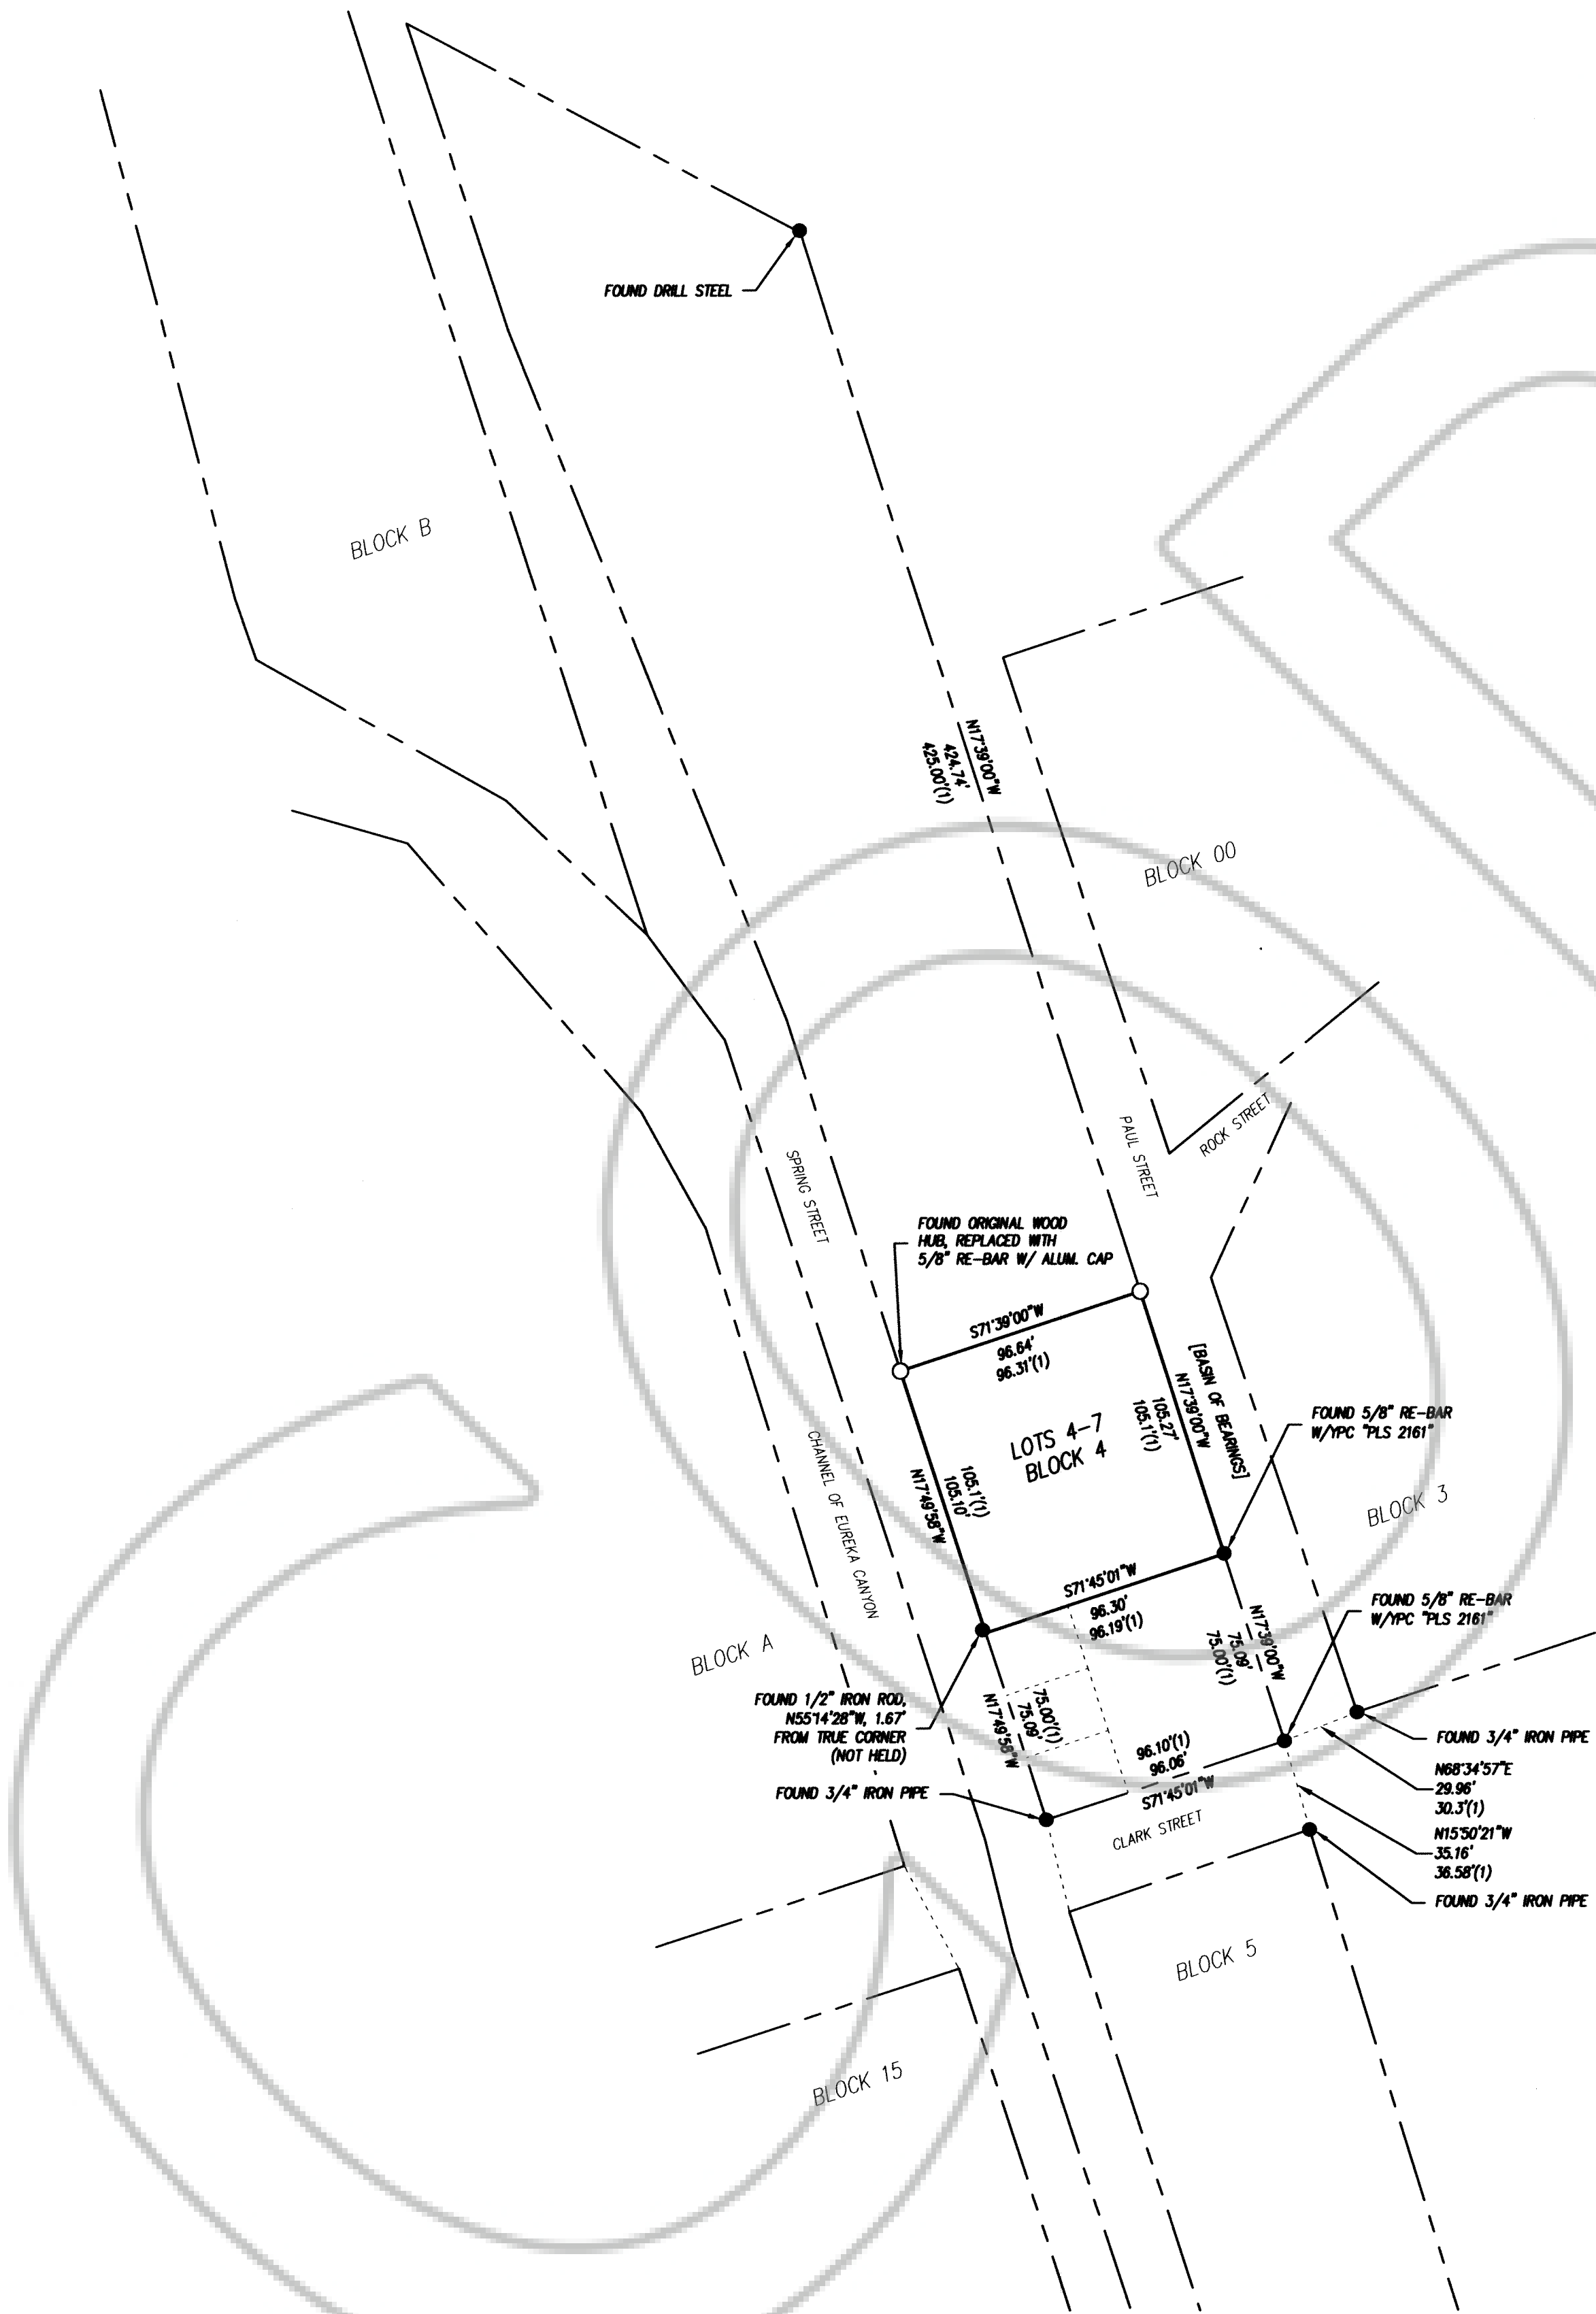 FOUND DRILL STEEL
BLOCK B
N17°39'00"W
424.74'
425.00'(1)
BLOCK 00
ROCK STREET
PAUL STREET
SPRING STREET
FOUND ORIGINAL WOOD
HUB, REPLACED WITH
5/8" RE-BAR W/ ALUM. CAP
S71°39'00"W
96.64'
96.31'(1)
[BASIN OF BEARINGS]
N17°39'00"W
105.27'
105.1'(1)
LOTS 4-7
BLOCK 4
FOUND 5/8" RE-BAR
W/YPC "PLS 2161"
105.1'(1)
105.10'
N17°49'58"W
CHANNEL OF EUREKA CANYON
BLOCK 3
S71°45'01"W
96.30'
96.19'(1)
FOUND 5/8" RE-BAR
W/YPC "PLS 2161"
N17°39'00"W
75.09'
75.00'(1)
BLOCK A
FOUND 1/2" IRON ROD,
N55°14'28"W, 1.67'
FROM TRUE CORNER
(NOT HELD)
75.00'(1)
75.09'
N17°49'58"W
96.10'(1)
96.06'
S71°45'01"W
FOUND 3/4" IRON PIPE
FOUND 3/4" IRON PIPE
N68°34'57"E
29.96'
30.3'(1)
CLARK STREET
N15°50'21"W
35.16'
36.58'(1)
FOUND 3/4" IRON PIPE
BLOCK 5
BLOCK 15